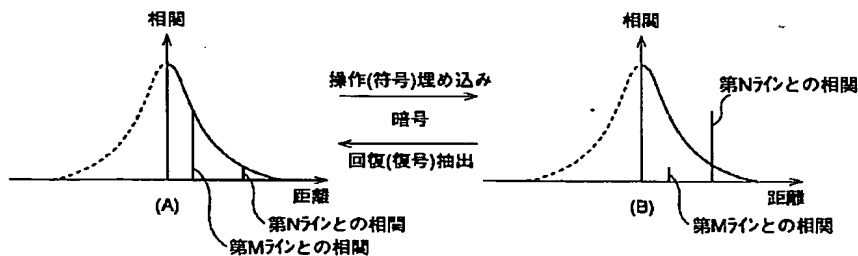 相関
距離
(A)
第Nラインとの相関
第Mラインとの相関
操作(符号)埋め込み
暗号
回復(復号)抽出
相関
第Nラインとの相関
距離
(B)
第Mラインとの相関